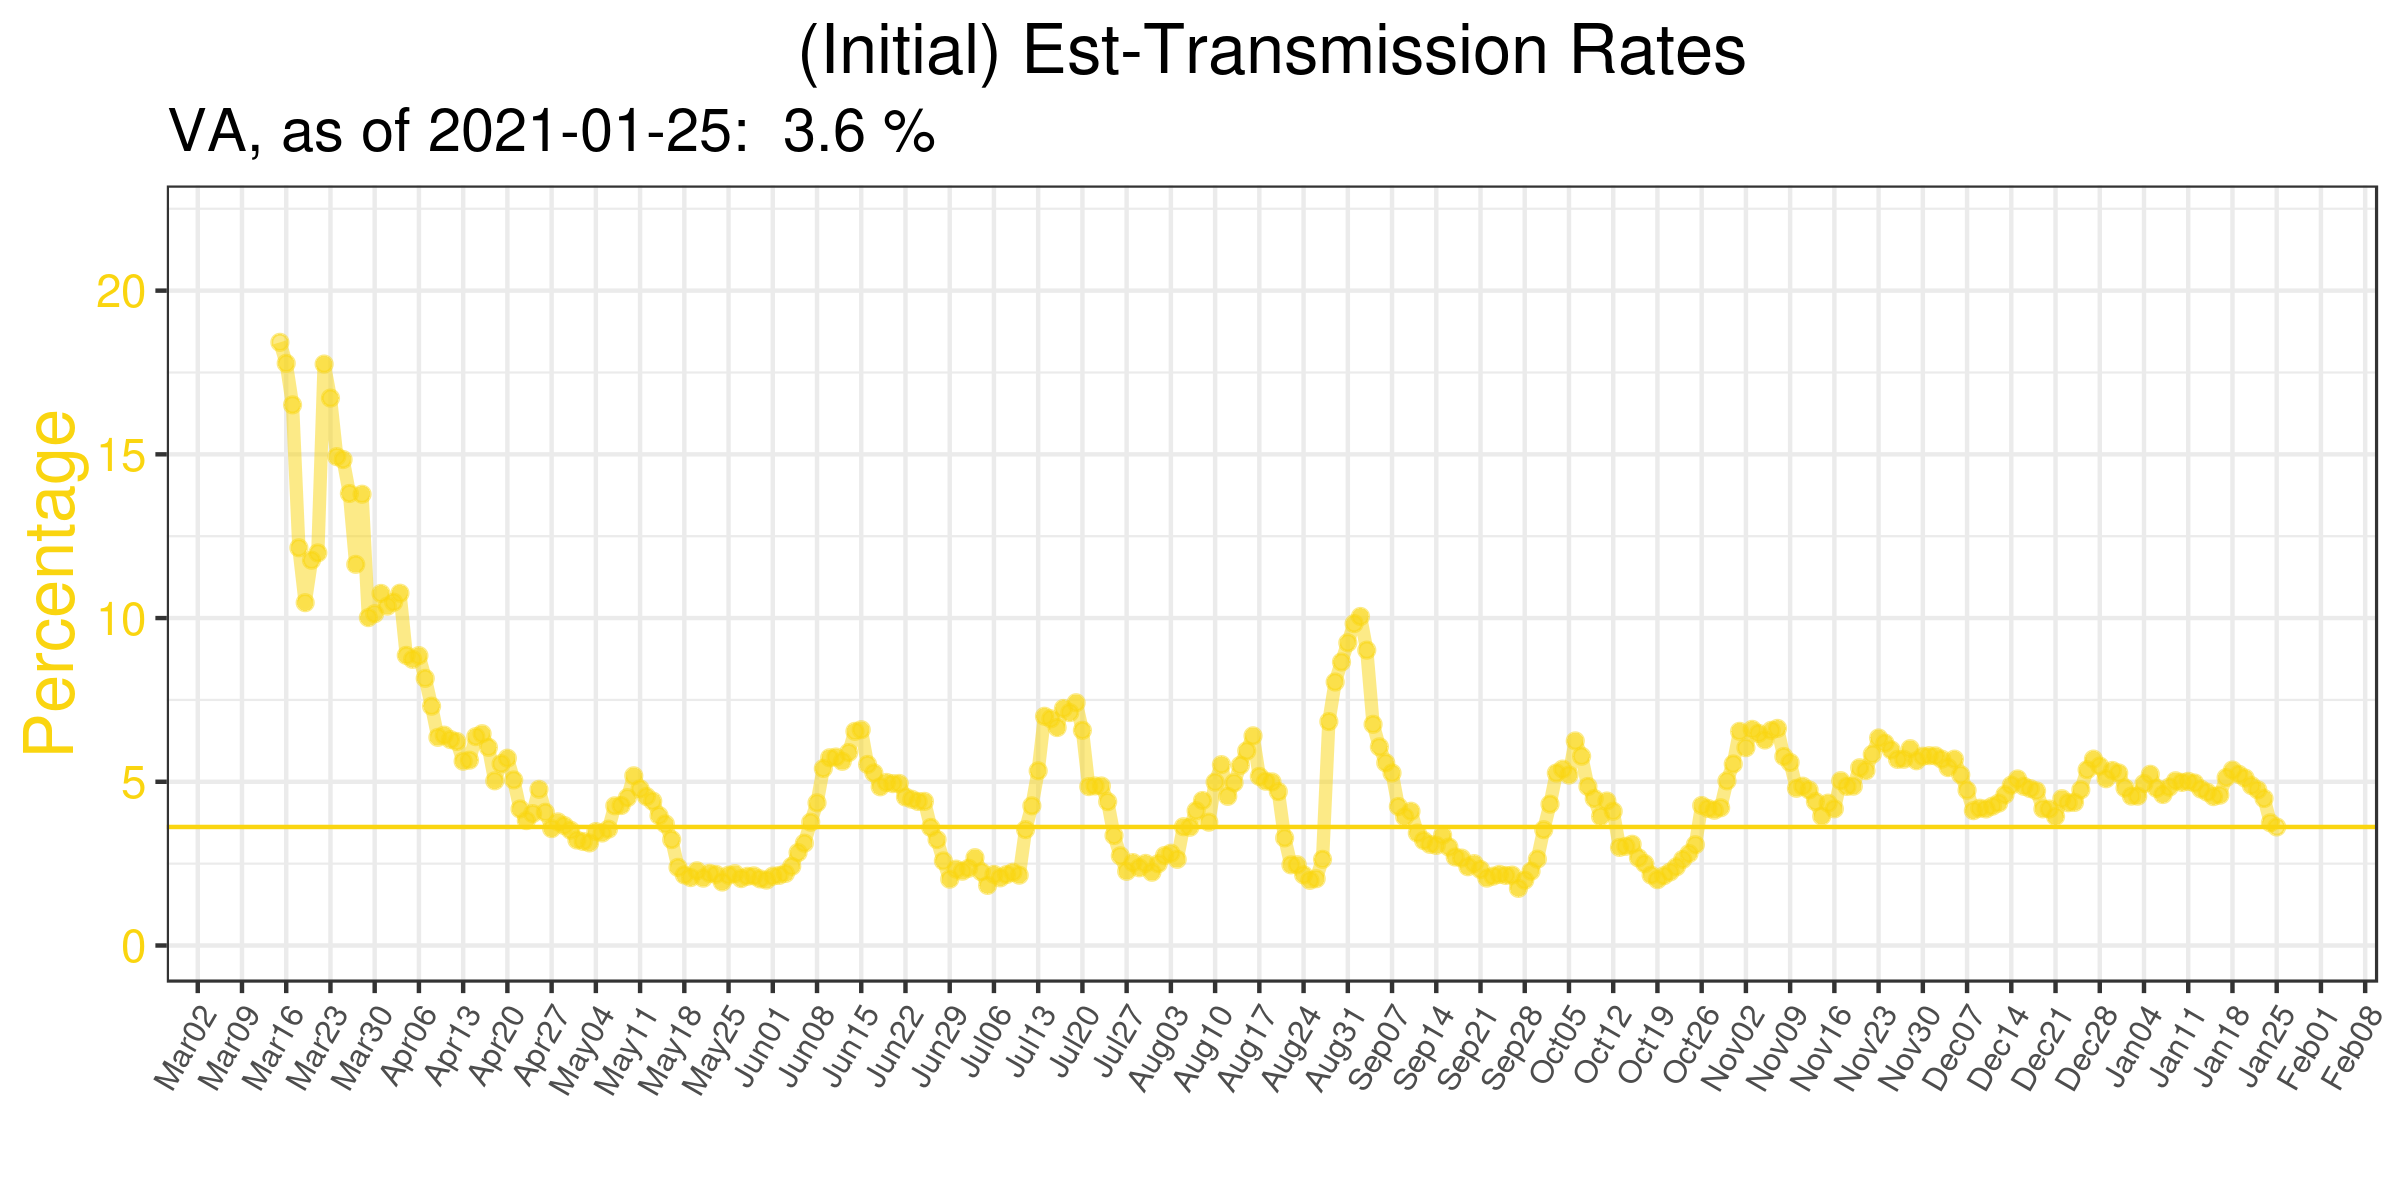 (Initial) Est-Transmission Rates
VA, as of 2021-01-25:  3.6 %
Percentage
20
15
10
5
0
Mar02
Mar09
Mar16
Mar23
Mar30
Apr06
Apr13
Apr20
Apr27
May04
May11
May18
May25
Jun01
Jun08
Jun15
Jun22
Jun29
Jul06
Jul13
Jul20
Jul27
Aug03
Aug10
Aug17
Aug24
Aug31
Sep07
Sep14
Sep21
Sep28
Oct05
Oct12
Oct19
Oct26
Nov02
Nov09
Nov16
Nov23
Nov30
Dec07
Dec14
Dec21
Dec28
Jan04
Jan11
Jan18
Jan25
Feb01
Feb08